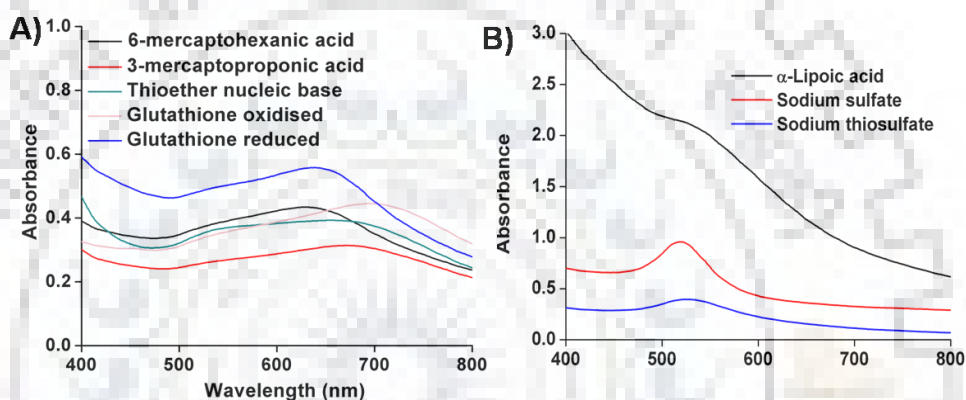 A)
1.0
0.8
0.6
0.4
0.2
0.0
Absorbance
6-mercaptohexanic acid
3-mercaptoproponic acid
Thioether nucleic base
Glutathione oxidised
Glutathione reduced
400 500 600 700 800
Wavelength (nm)
B)
3.0
2.5
2.0
1.5
1.0
0.5
0.0
Absorbance
α-Lipoic acid
Sodium sulfate
Sodium thiosulfate
400 500 600 700 800